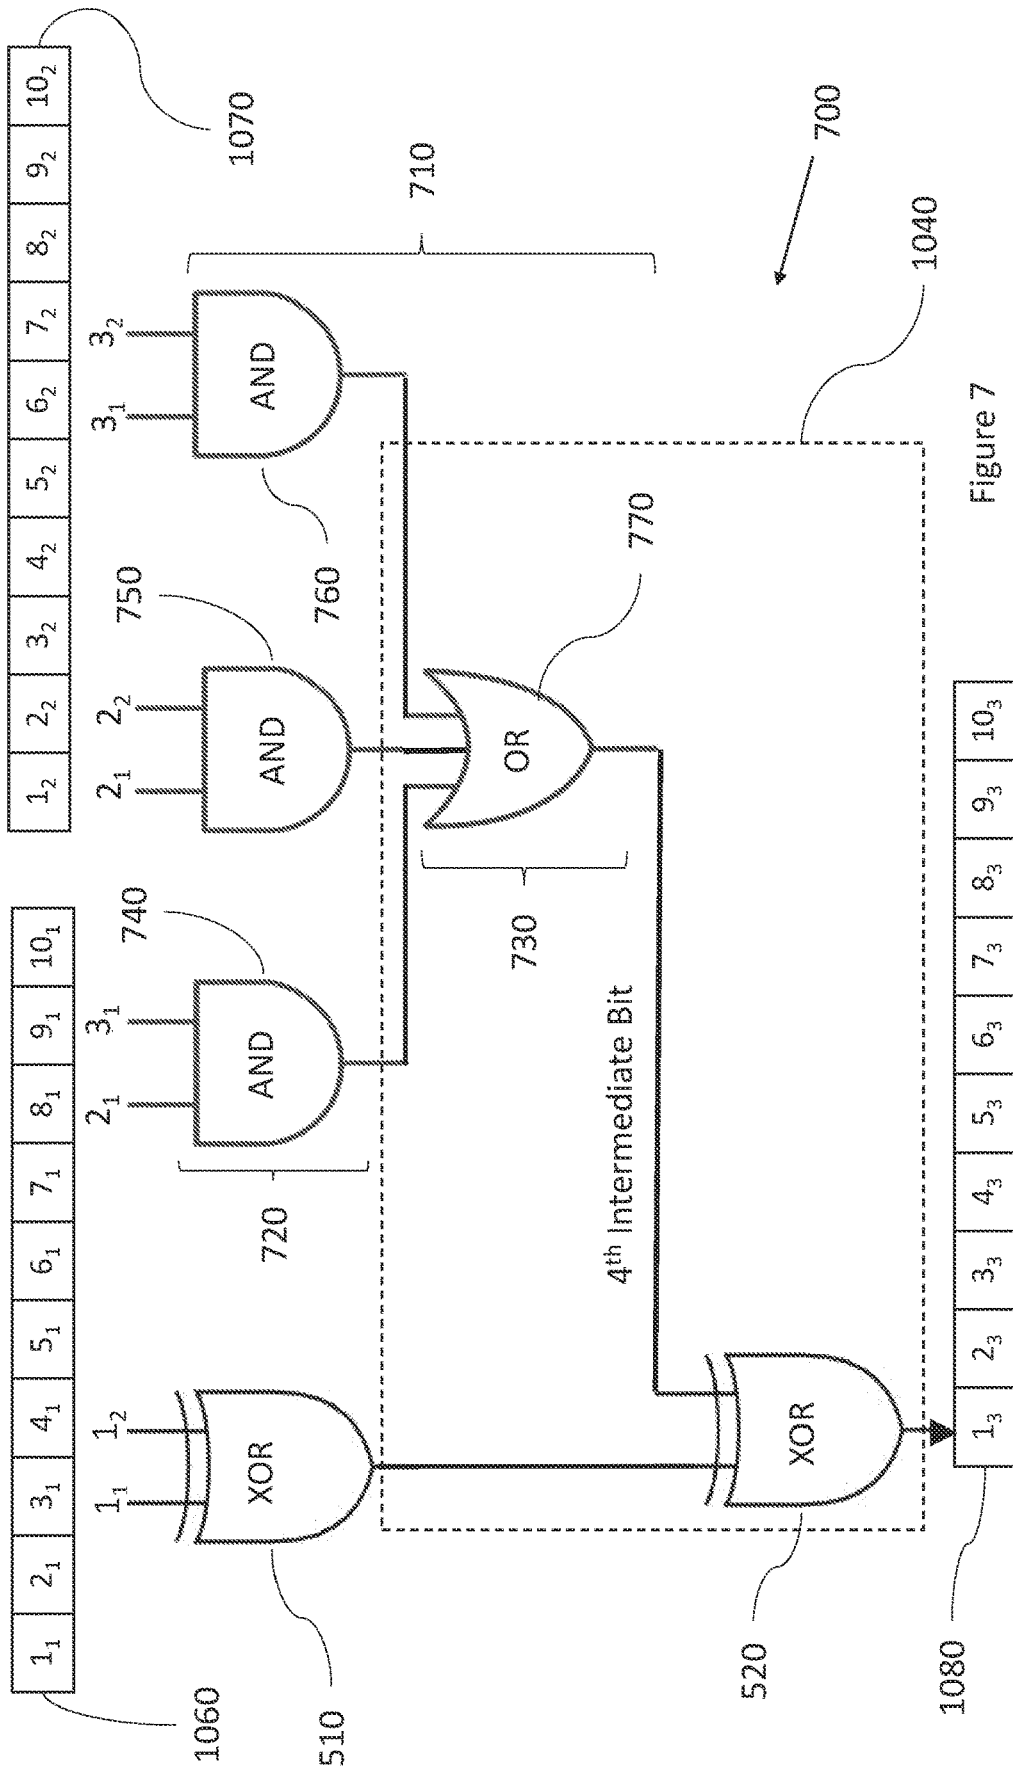 1₁ 2₁ 3₁ 4₁ 5₁ 6₁ 7₁ 8₁ 9₁ 10₁
1₂ 2₂ 3₂ 4₂ 5₂ 6₂ 7₂ 8₂ 9₂ 10₂
1060
1070
1₁ 1₂
2₁ 3₁
2₁ 2₂
3₁ 3₂
740
750
XOR
AND
AND
AND
510
720
760
710
OR
730
770
4th Intermediate Bit
700
XOR
520
1040
1₃ 2₃ 3₃ 4₃ 5₃ 6₃ 7₃ 8₃ 9₃ 10₃
1080
Figure 7